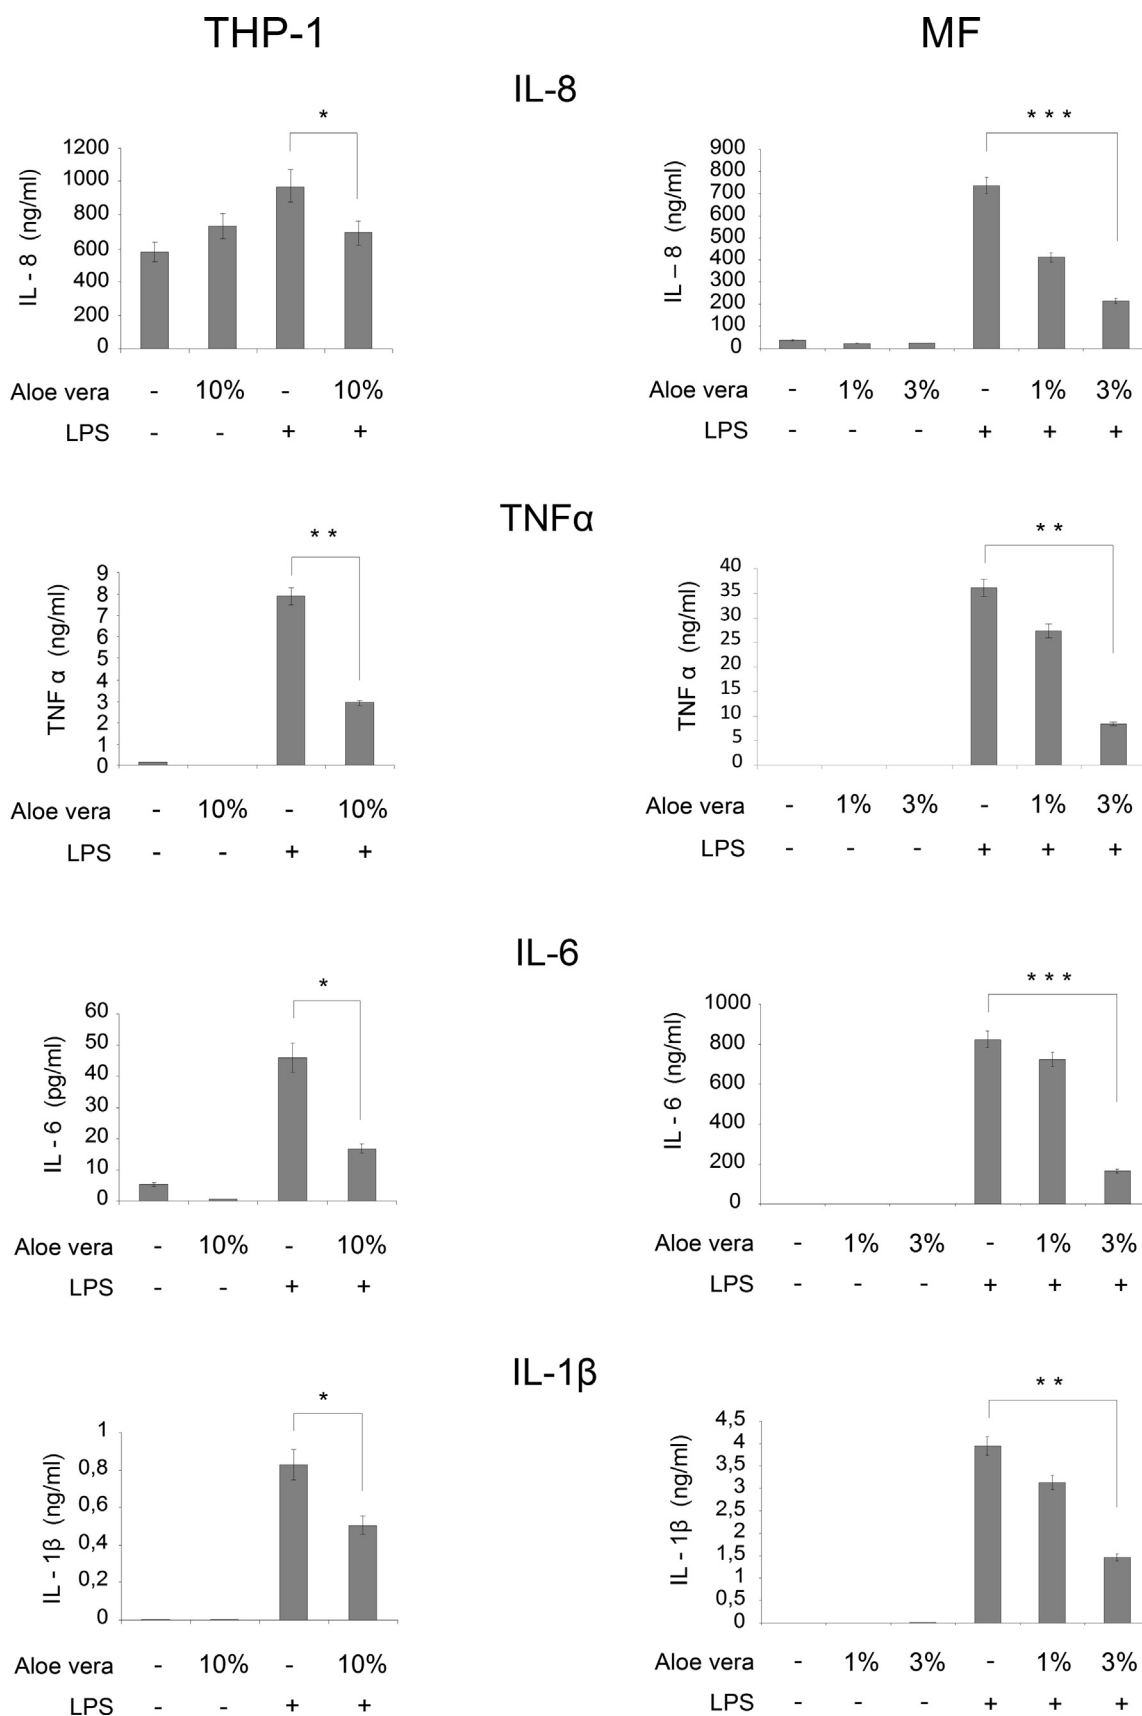 THP-1 MF
IL-8
*
IL - 8 (ng/ml)
1200
1000
800
600
400
200
0
Aloe vera - 10% - 10%
LPS - - + +
* * *
IL – 8 (ng/ml)
900
700
600
500
400
300
200
100
0
Aloe vera - 1% 3% - 1% 3%
LPS - - - + + +
TNFα
* *
TNF α (ng/ml)
9
8
7
6
5
4
3
2
1
0
Aloe vera - 10% - 10%
LPS - - + +
* *
TNF α (ng/ml)
40
35
30
25
20
15
10
5
0
Aloe vera - 1% 3% - 1% 3%
LPS - - - + + +
IL-6
*
IL - 6 (pg/ml)
60
50
40
30
20
10
0
Aloe vera - 10% - 10%
LPS - - + +
* * *
IL - 6 (ng/ml)
1000
800
600
400
200
0
Aloe vera - 1% 3% - 1% 3%
LPS - - - + + +
IL-1β
*
IL - 1β (ng/ml)
1
0,8
0,6
0,4
0,2
0
Aloe vera - 10% - 10%
LPS - - + +
* *
IL - 1β (ng/ml)
4,5
4
3,5
3
2,5
2
1,5
1
0,5
0
Aloe vera - 1% 3% - 1% 3%
LPS - - - + + +